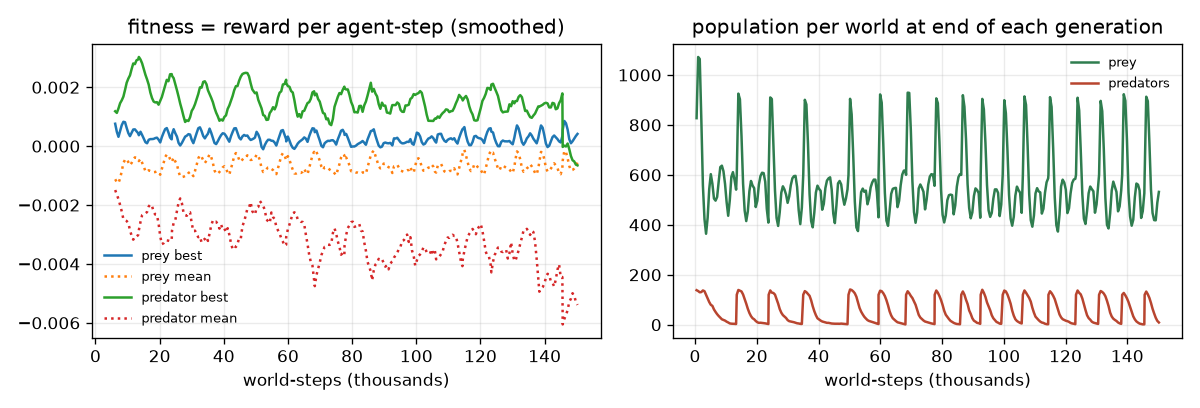 fitness = reward per agent-step (smoothed)
0.002
0.000
−0.002
−0.004
−0.006
prey best
prey mean
predator best
predator mean
0 20 40 60 80 100 120 140
world-steps (thousands)
population per world at end of each generation
1000
800
600
400
200
0
prey
predators
0 20 40 60 80 100 120 140
world-steps (thousands)